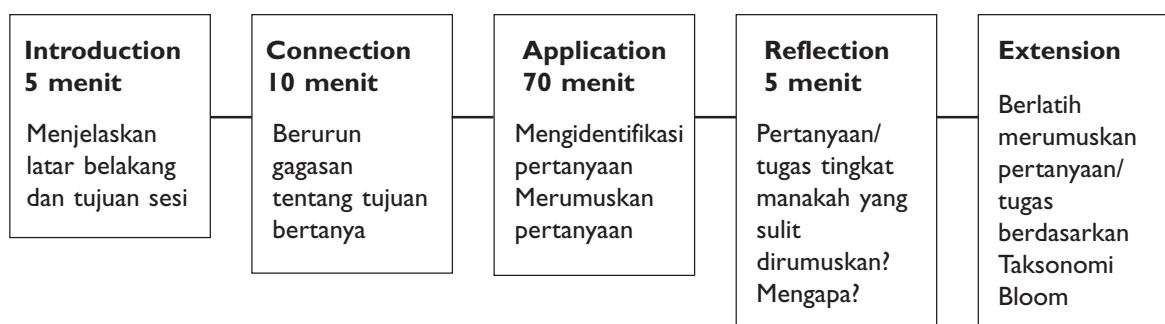 Introduction
5 menit
Menjelaskan
latar belakang
dan tujuan sesi
Connection
10 menit
Berurun
gagasan
tentang tujuan
bertanya
Application
70 menit
Mengidentifikasi
pertanyaan
Merumuskan
pertanyaan
Reflection
5 menit
Pertanyaan/
tugas tingkat
manakah yang
sulit
dirumuskan?
Mengapa?
Extension
Berlatih
merumuskan
pertanyaan/
tugas
berdasarkan
Taksonomi
Bloom